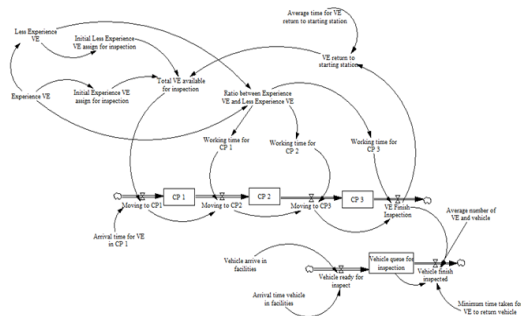 Average time for VE
return to starting station
Less Experience
VE
Initial Less Experience
VE assign for inspection
VE return to
starting station
Experience VE
Initial Experience VE
assign for inspection
Total VE available
for inspection
Ratio between Experience
VE and Less Experience VE
Working time for
CP 1
Working time for
CP 2
Working time for
CP 3
CP 1
CP 2
CP 3
Moving to CP1
Moving to CP2
Moving to CP3
VE Finish
Inspection
Arrival time for VE
in CP 1
Average number of
VE and vehicle
Vehicle arrive in
facilities
Vehicle ready for
inspect
Vehicle queue for
inspection
Vehicle finish
inspected
Arrival time vehicle
in facilities
Minimum time taken fo
VE to return vehicle